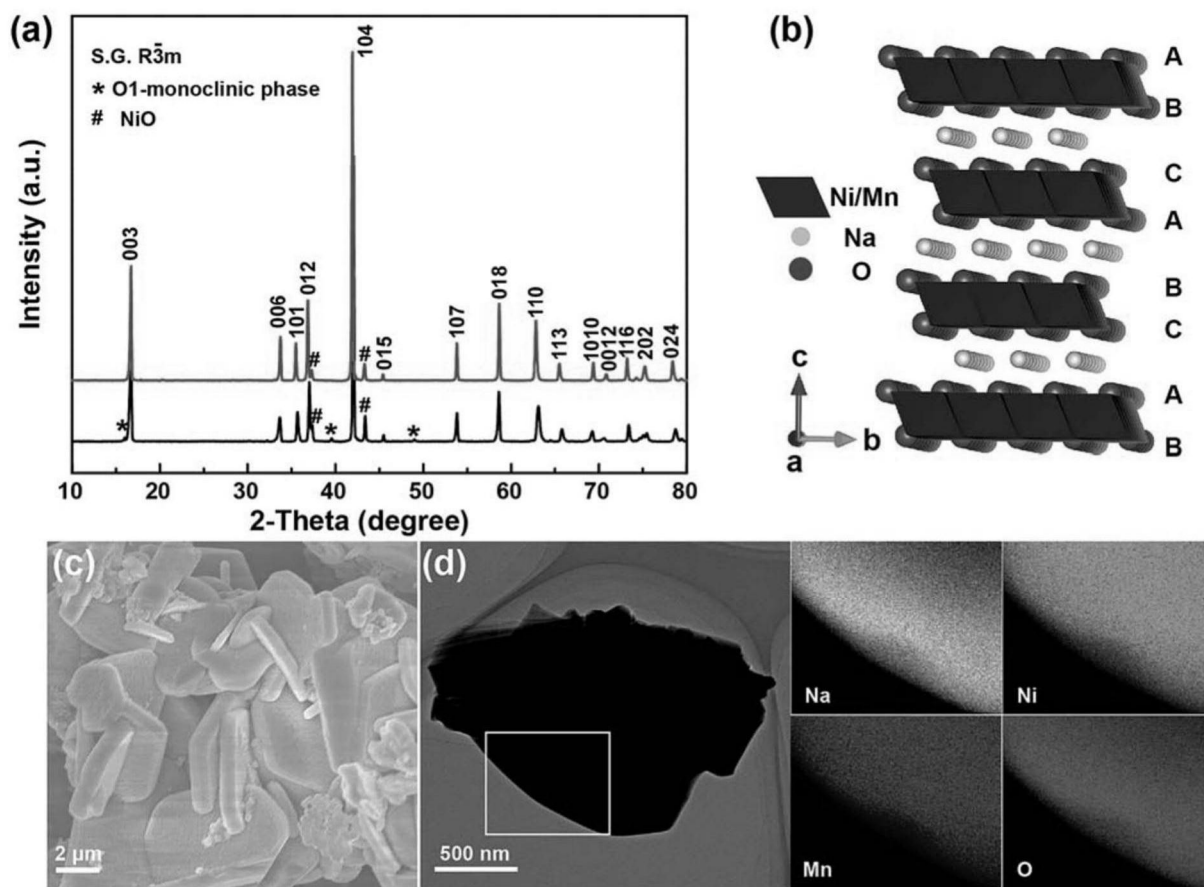 (a)
S.G. R3̄m
* O1-monoclinic phase
# NiO
Intensity (a.u.)
003
006
101
012
#
104
#
015
107
018
110
113
1010
0012
116
202
024
*
#
*
#
*
10 20 30 40 50 60 70 80
2-Theta (degree)
(b)
A
B
C
A
B
C
A
B
Ni/Mn
Na
O
c
b
a
(c)
2 μm
(d)
500 nm
Na
Ni
Mn
O